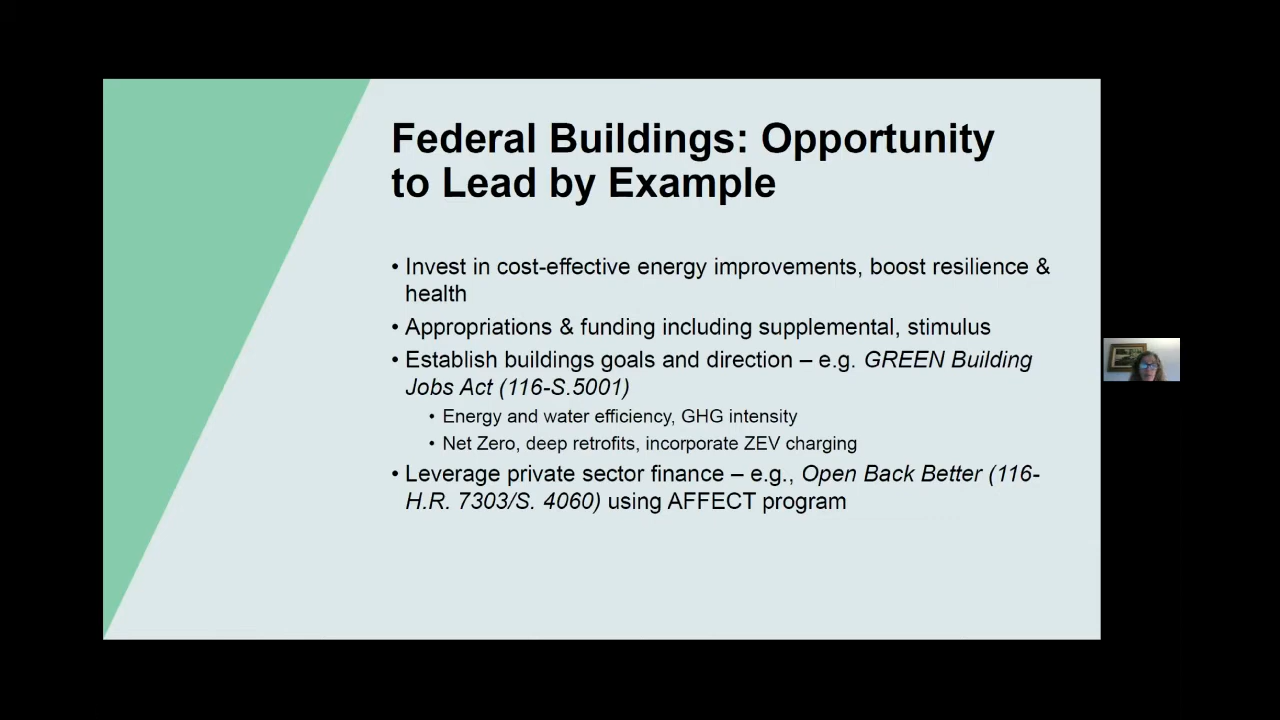 Federal Buildings: Opportunity
to Lead by Example
• Invest in cost-effective energy improvements, boost resilience &
health
• Appropriations & funding including supplemental, stimulus
• Establish buildings goals and direction – e.g. GREEN Building
Jobs Act (116-S.5001)
• Energy and water efficiency, GHG intensity
• Net Zero, deep retrofits, incorporate ZEV charging
• Leverage private sector finance – e.g., Open Back Better (116-
H.R. 7303/S. 4060) using AFFECT program